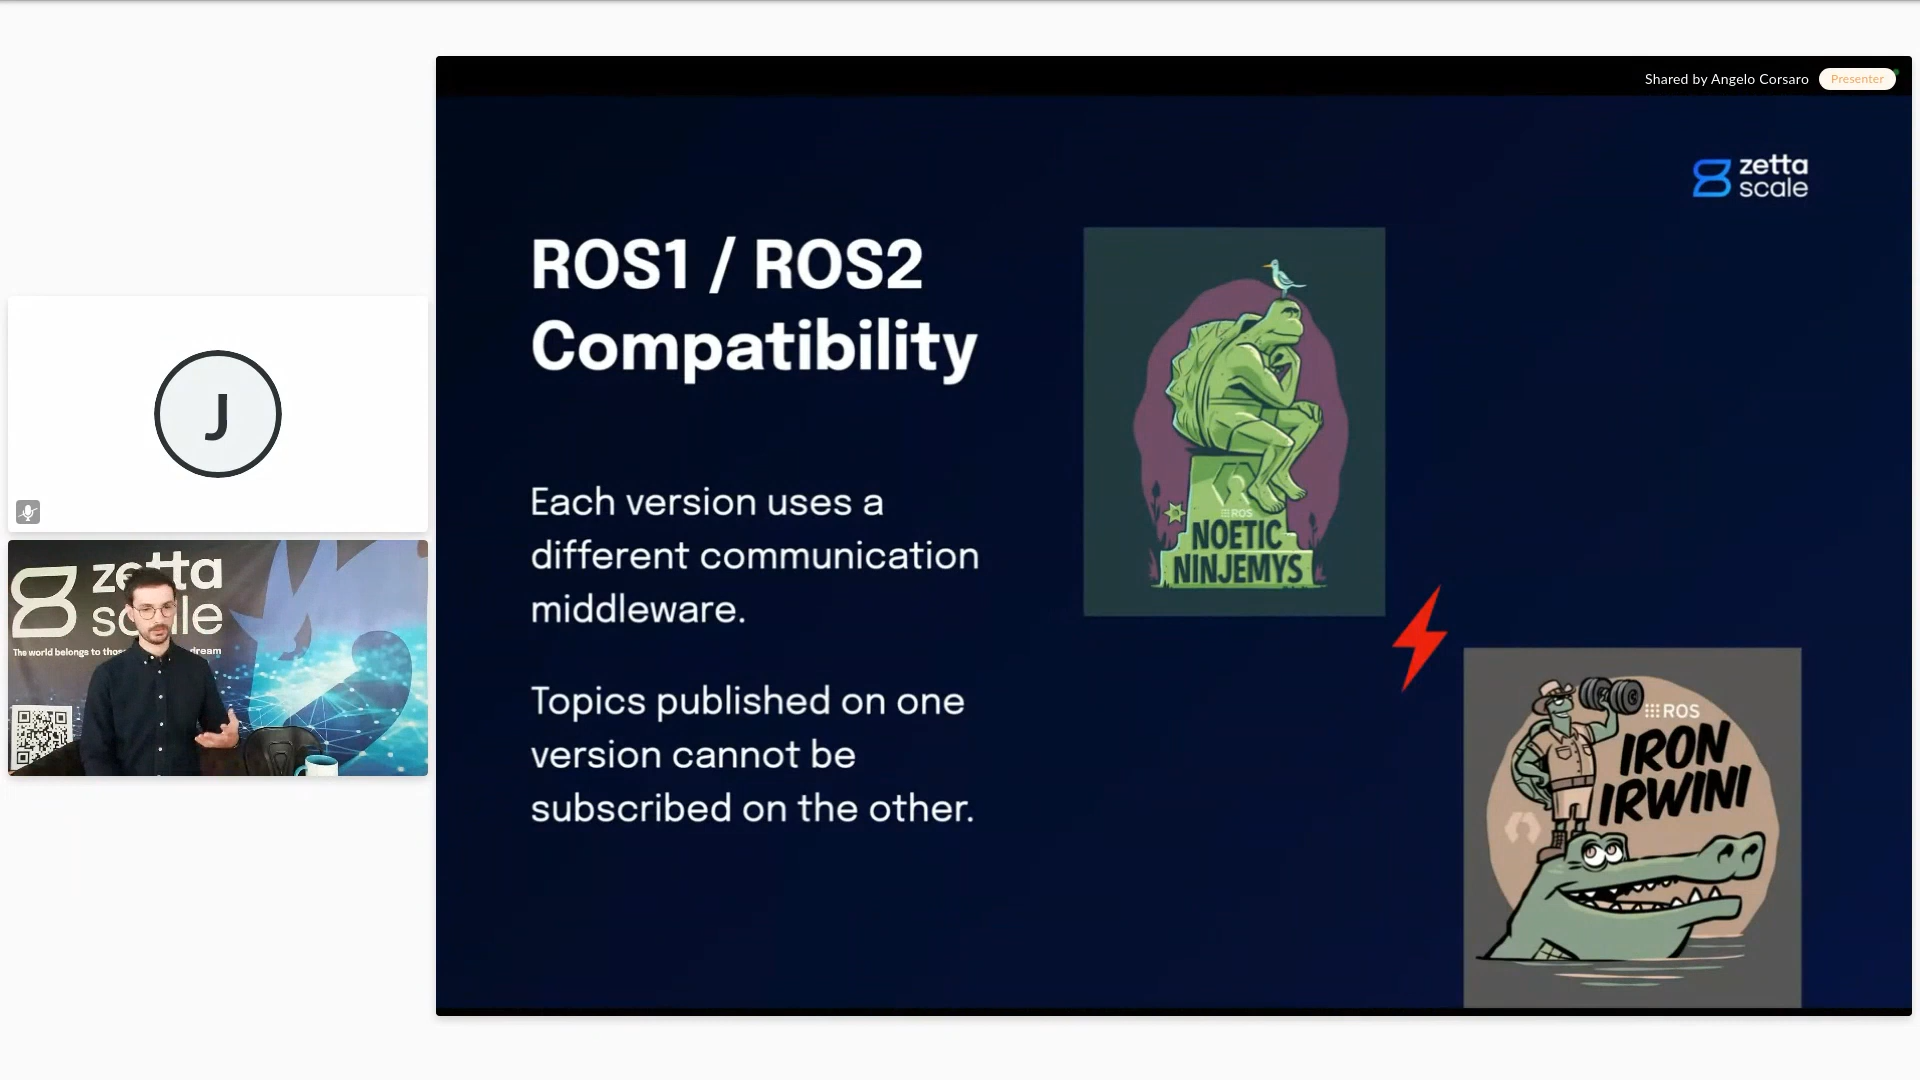 Shared by Angelo Corsaro
Presenter
zetta
scale
ROS1 / ROS2
Compatibility
Each version uses a
different communication
middleware.
Topics published on one
version cannot be
subscribed on the other.
ROS
NOETIC
NINJEMYS
ROS
IRON
IRWINI
J
zetta
scale
The world belongs to those dream